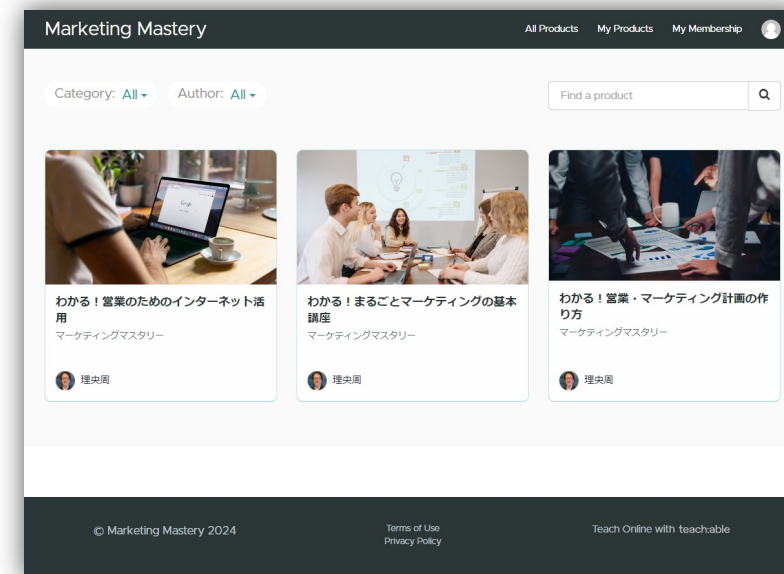 Marketing Mastery
All Products My Products My Membership
Category: All Author: All
Find a product
Google
わかる！営業のためのインターネット活
用
マーケティングマスタリー
理央周
わかる！まるごとマーケティングの基本
講座
マーケティングマスタリー
理央周
わかる！営業・マーケティング計画の作
り方
マーケティングマスタリー
理央周
© Marketing Mastery 2024
Terms of Use
Privacy Policy
Teach Online with teach:able